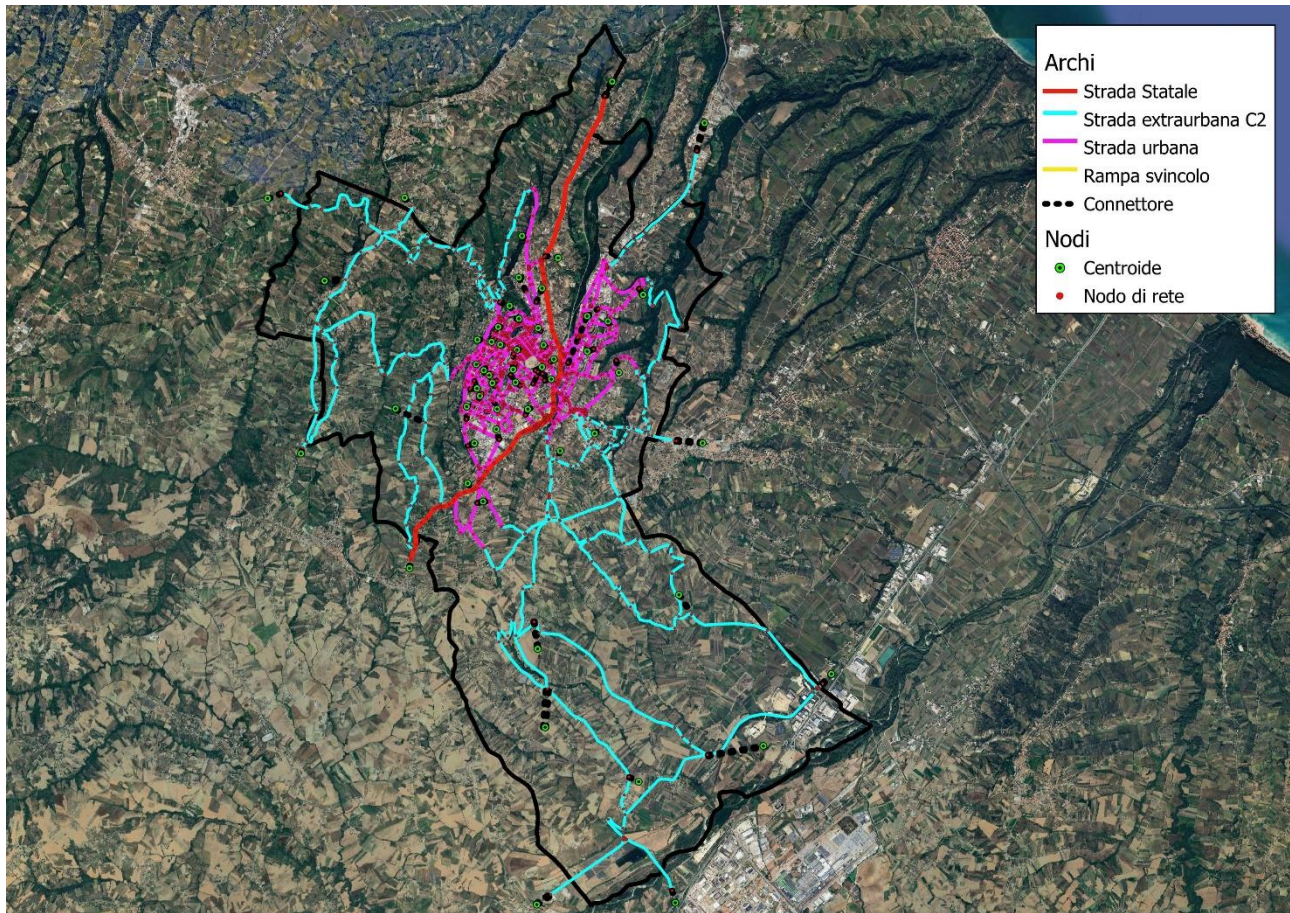 Archi
Strada Statale
Strada extraurbana C2
Strada urbana
Rampa svincolo
Connettore
Nodi
Centroide
Nodo di rete